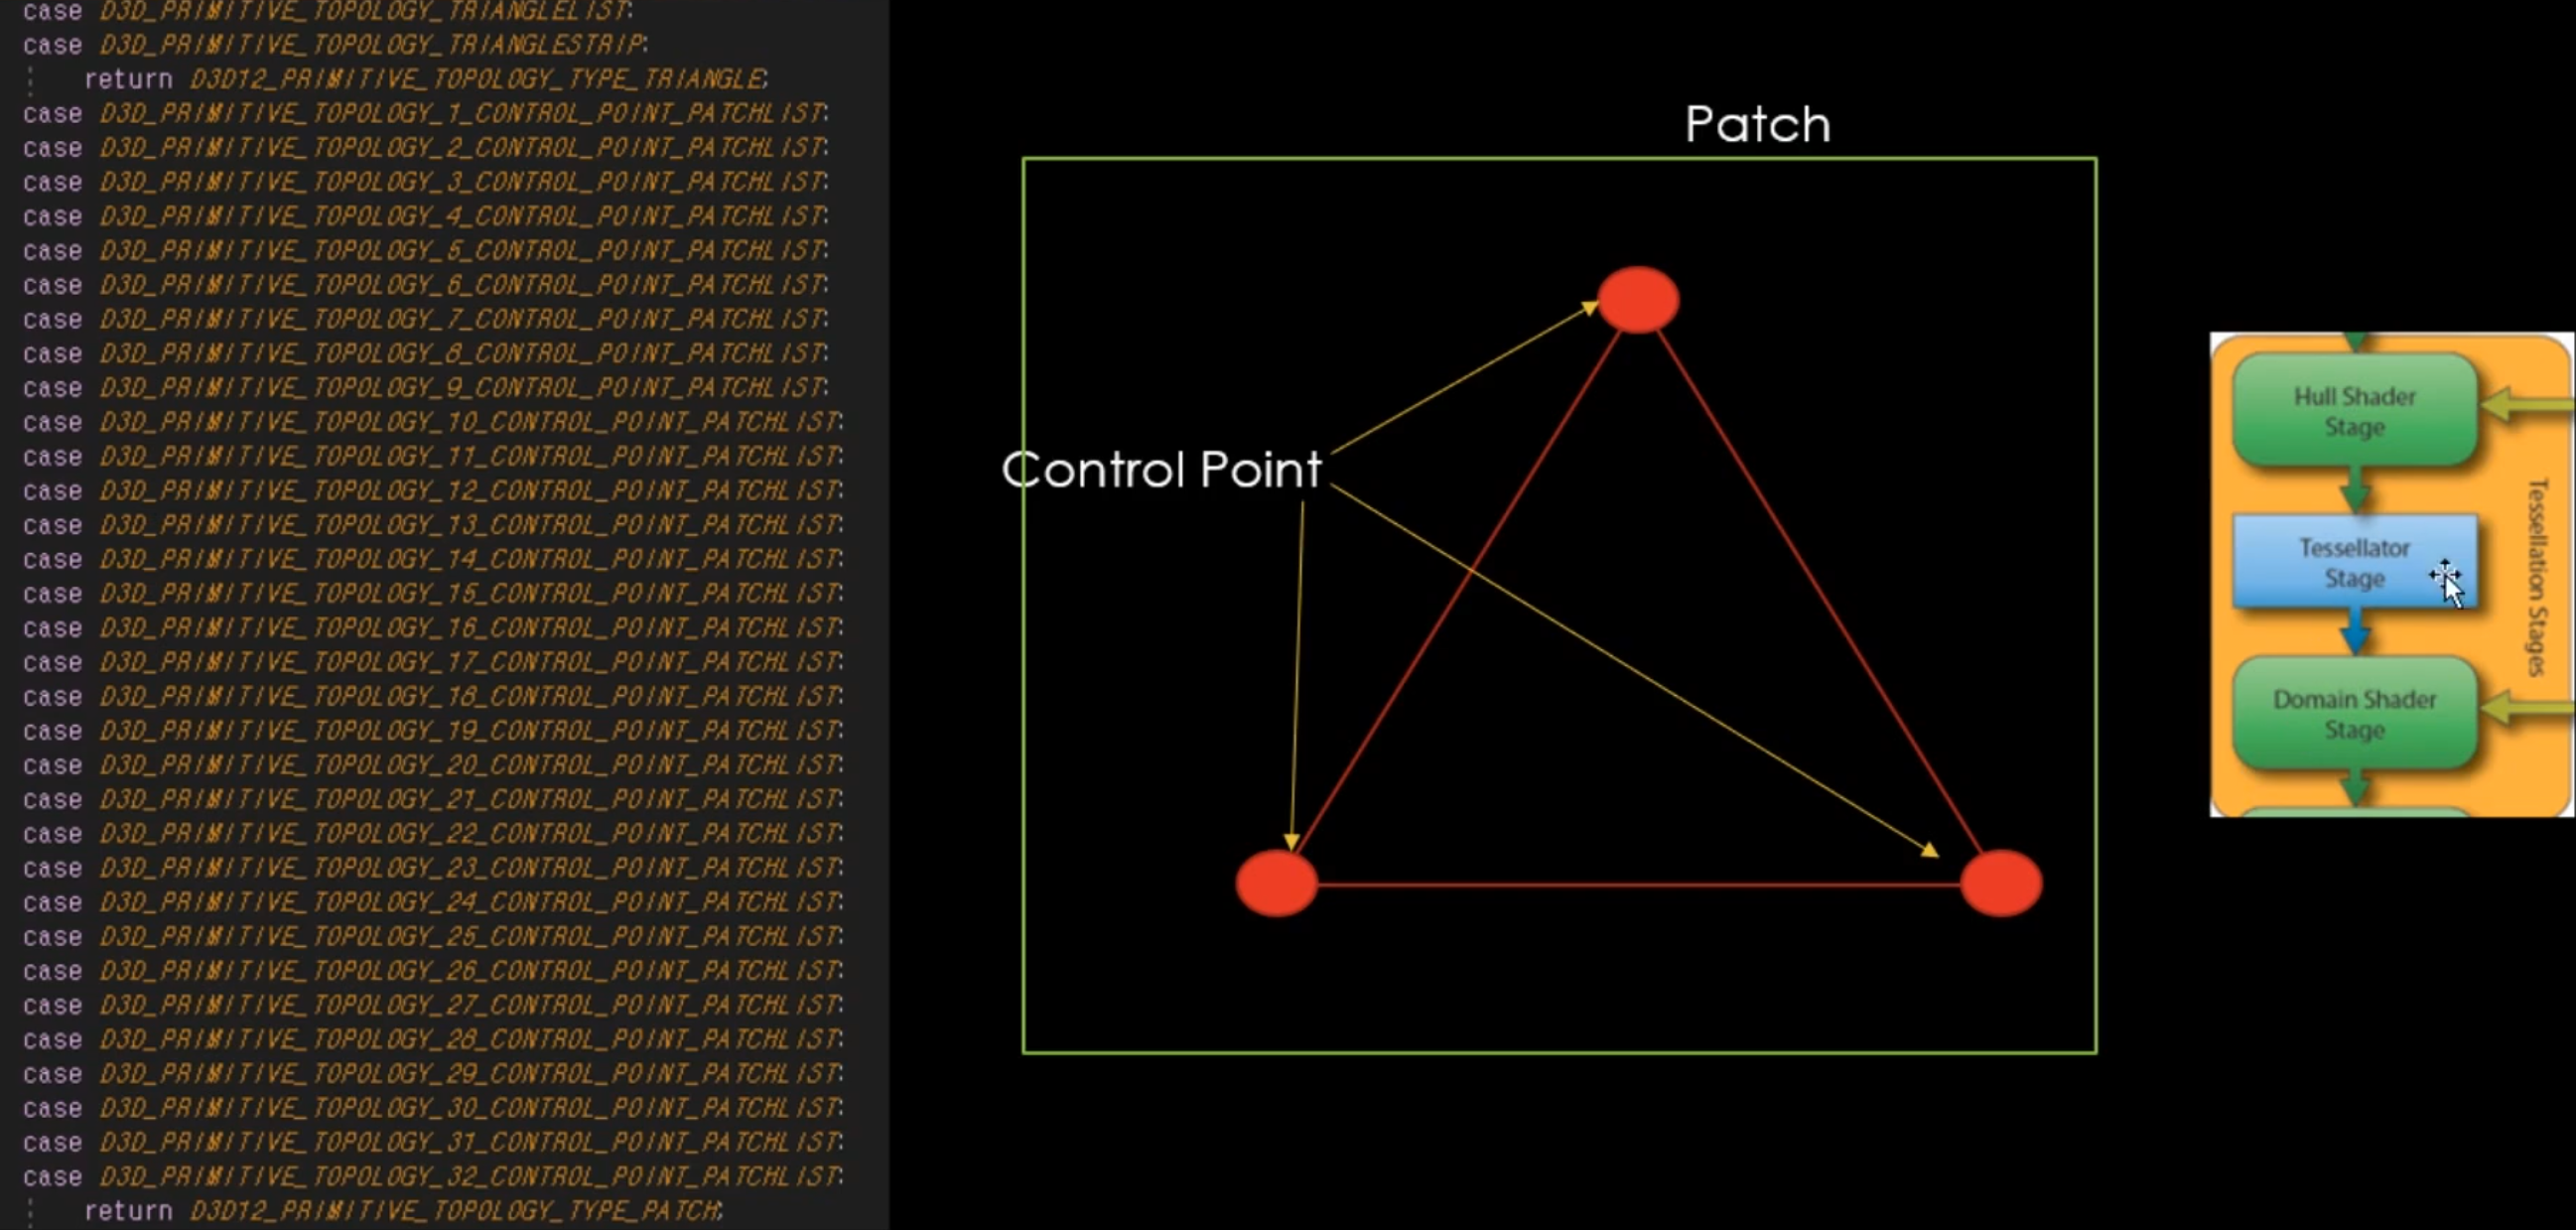 case D3D_PRIMITIVE_TOPOLOGY_TRIANGLELIST:
case D3D_PRIMITIVE_TOPOLOGY_TRIANGLESTRIP:
return D3D12_PRIMITIVE_TOPOLOGY_TYPE_TRIANGLE;
case D3D_PRIMITIVE_TOPOLOGY_1_CONTROL_POINT_PATCHLIST:
case D3D_PRIMITIVE_TOPOLOGY_2_CONTROL_POINT_PATCHLIST:
case D3D_PRIMITIVE_TOPOLOGY_3_CONTROL_POINT_PATCHLIST:
case D3D_PRIMITIVE_TOPOLOGY_4_CONTROL_POINT_PATCHLIST:
case D3D_PRIMITIVE_TOPOLOGY_5_CONTROL_POINT_PATCHLIST:
case D3D_PRIMITIVE_TOPOLOGY_6_CONTROL_POINT_PATCHLIST:
case D3D_PRIMITIVE_TOPOLOGY_7_CONTROL_POINT_PATCHLIST:
case D3D_PRIMITIVE_TOPOLOGY_8_CONTROL_POINT_PATCHLIST:
case D3D_PRIMITIVE_TOPOLOGY_9_CONTROL_POINT_PATCHLIST:
case D3D_PRIMITIVE_TOPOLOGY_10_CONTROL_POINT_PATCHLIST:
case D3D_PRIMITIVE_TOPOLOGY_11_CONTROL_POINT_PATCHLIST:
case D3D_PRIMITIVE_TOPOLOGY_12_CONTROL_POINT_PATCHLIST:
case D3D_PRIMITIVE_TOPOLOGY_13_CONTROL_POINT_PATCHLIST:
case D3D_PRIMITIVE_TOPOLOGY_14_CONTROL_POINT_PATCHLIST:
case D3D_PRIMITIVE_TOPOLOGY_15_CONTROL_POINT_PATCHLIST:
case D3D_PRIMITIVE_TOPOLOGY_16_CONTROL_POINT_PATCHLIST:
case D3D_PRIMITIVE_TOPOLOGY_17_CONTROL_POINT_PATCHLIST:
case D3D_PRIMITIVE_TOPOLOGY_18_CONTROL_POINT_PATCHLIST:
case D3D_PRIMITIVE_TOPOLOGY_19_CONTROL_POINT_PATCHLIST:
case D3D_PRIMITIVE_TOPOLOGY_20_CONTROL_POINT_PATCHLIST:
case D3D_PRIMITIVE_TOPOLOGY_21_CONTROL_POINT_PATCHLIST:
case D3D_PRIMITIVE_TOPOLOGY_22_CONTROL_POINT_PATCHLIST:
case D3D_PRIMITIVE_TOPOLOGY_23_CONTROL_POINT_PATCHLIST:
case D3D_PRIMITIVE_TOPOLOGY_24_CONTROL_POINT_PATCHLIST:
case D3D_PRIMITIVE_TOPOLOGY_25_CONTROL_POINT_PATCHLIST:
case D3D_PRIMITIVE_TOPOLOGY_26_CONTROL_POINT_PATCHLIST:
case D3D_PRIMITIVE_TOPOLOGY_27_CONTROL_POINT_PATCHLIST:
case D3D_PRIMITIVE_TOPOLOGY_28_CONTROL_POINT_PATCHLIST:
case D3D_PRIMITIVE_TOPOLOGY_29_CONTROL_POINT_PATCHLIST:
case D3D_PRIMITIVE_TOPOLOGY_30_CONTROL_POINT_PATCHLIST:
case D3D_PRIMITIVE_TOPOLOGY_31_CONTROL_POINT_PATCHLIST:
case D3D_PRIMITIVE_TOPOLOGY_32_CONTROL_POINT_PATCHLIST:
return D3D12_PRIMITIVE_TOPOLOGY_TYPE_PATCH;
Patch
Control Point
Hull Shader
Stage
Tessellator
Stage
Domain Shader
Stage
Tessellation Stages